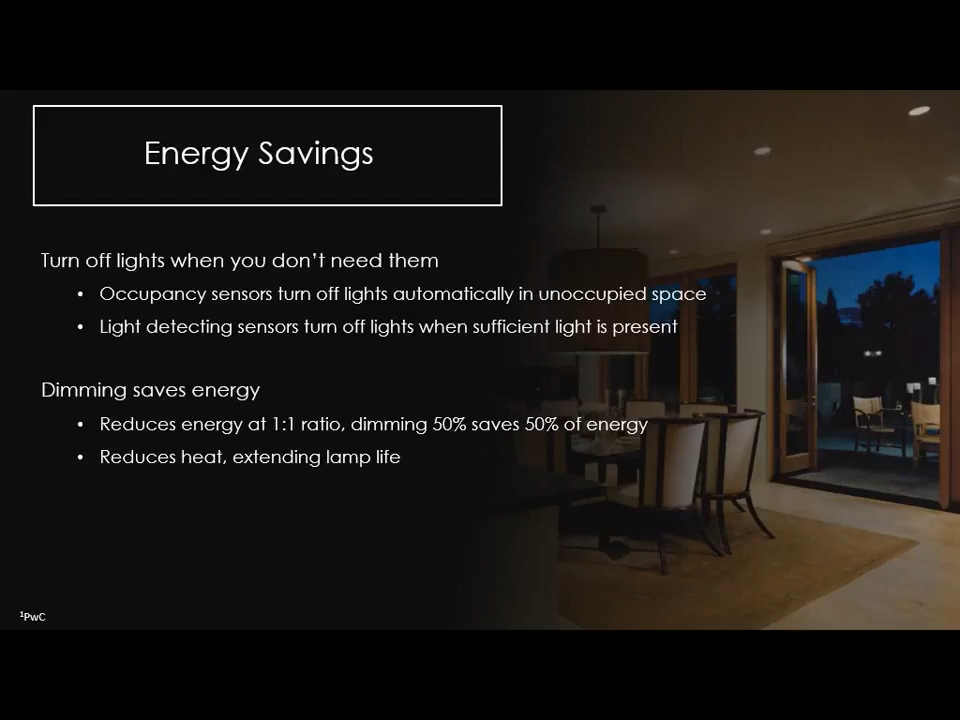 Energy Savings
Turn off lights when you don’t need them
• Occupancy sensors turn off lights automatically in unoccupied space
• Light detecting sensors turn off lights when sufficient light is present
Dimming saves energy
• Reduces energy at 1:1 ratio, dimming 50% saves 50% of energy
• Reduces heat, extending lamp life
¹PwC